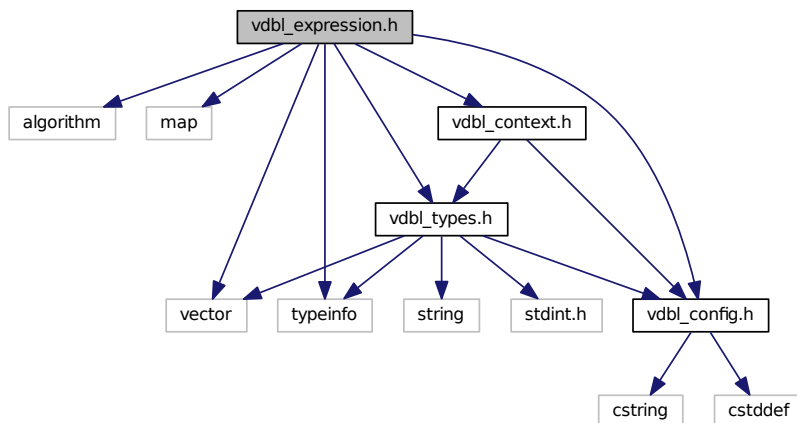 vdbl_expression.h
algorithm
map
vdbl_context.h
vdbl_types.h
vector
typeinfo
string
stdint.h
vdbl_config.h
cstring
cstddef